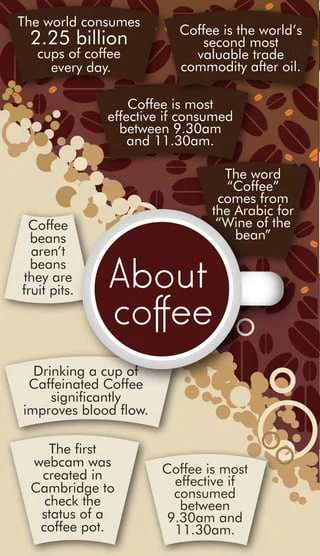 The world consumes
2.25 billion
cups of coffee
every day.
Coffee is the world's
second most
valuable trade
commodity after oil.
Coffee is most
effective if consumed
between 9.30am
and 11.30am.
The word
“Coffee”
comes from
the Arabic for
“Wine of the
bean”
Coffee
beans
aren't
beans
they are
fruit pits.
About
coffee
Drinking a cup of
Caffeinated Coffee
significantly
improves blood flow.
The first
webcam was
created in
Cambridge to
check the
status of a
coffee pot.
Coffee is most
effective if
consumed
between
9.30am and
11.30am.